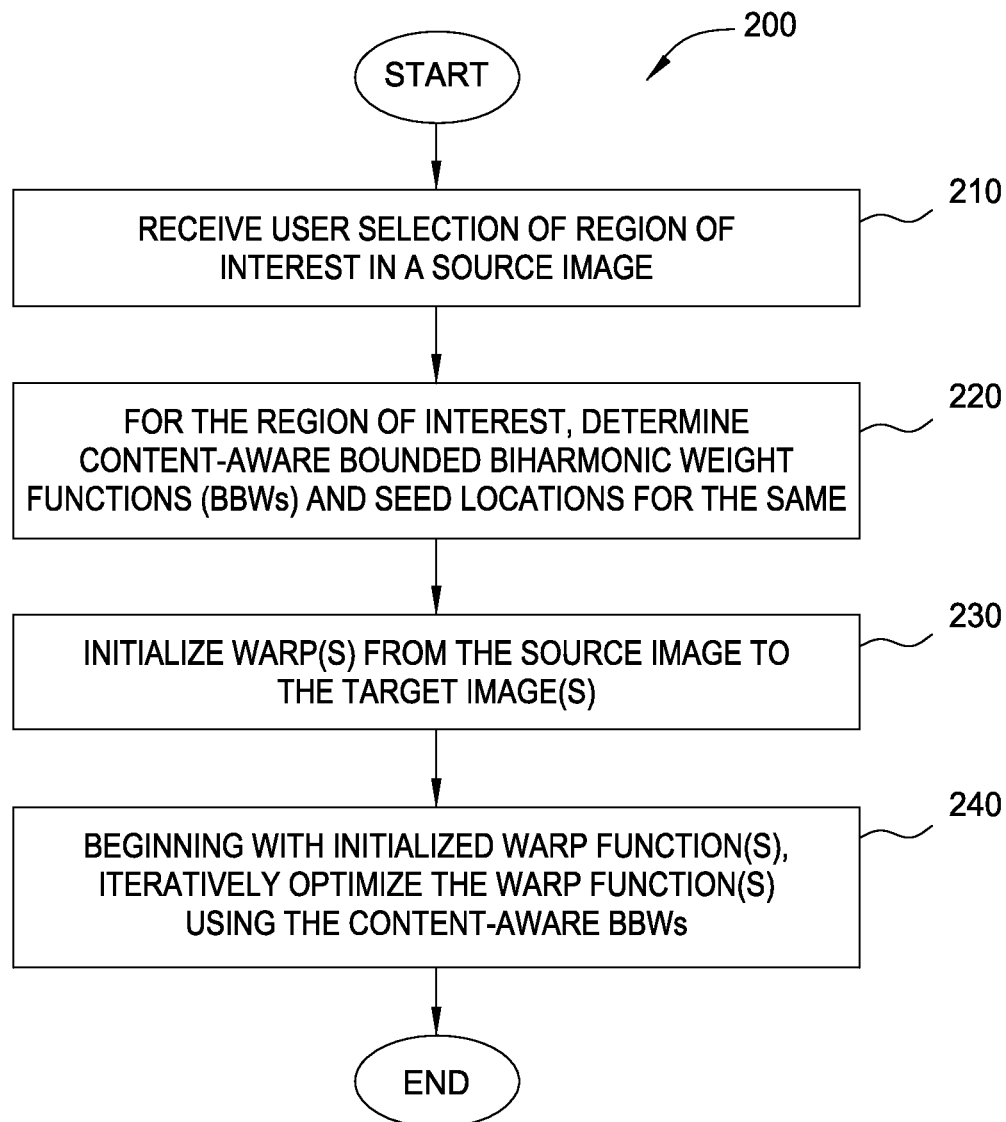 200
START
210
RECEIVE USER SELECTION OF REGION OF
INTEREST IN A SOURCE IMAGE
220
FOR THE REGION OF INTEREST, DETERMINE
CONTENT-AWARE BOUNDED BIHARMONIC WEIGHT
FUNCTIONS (BBWs) AND SEED LOCATIONS FOR THE SAME
230
INITIALIZE WARP(S) FROM THE SOURCE IMAGE TO
THE TARGET IMAGE(S)
240
BEGINNING WITH INITIALIZED WARP FUNCTION(S),
ITERATIVELY OPTIMIZE THE WARP FUNCTION(S)
USING THE CONTENT-AWARE BBWs
END